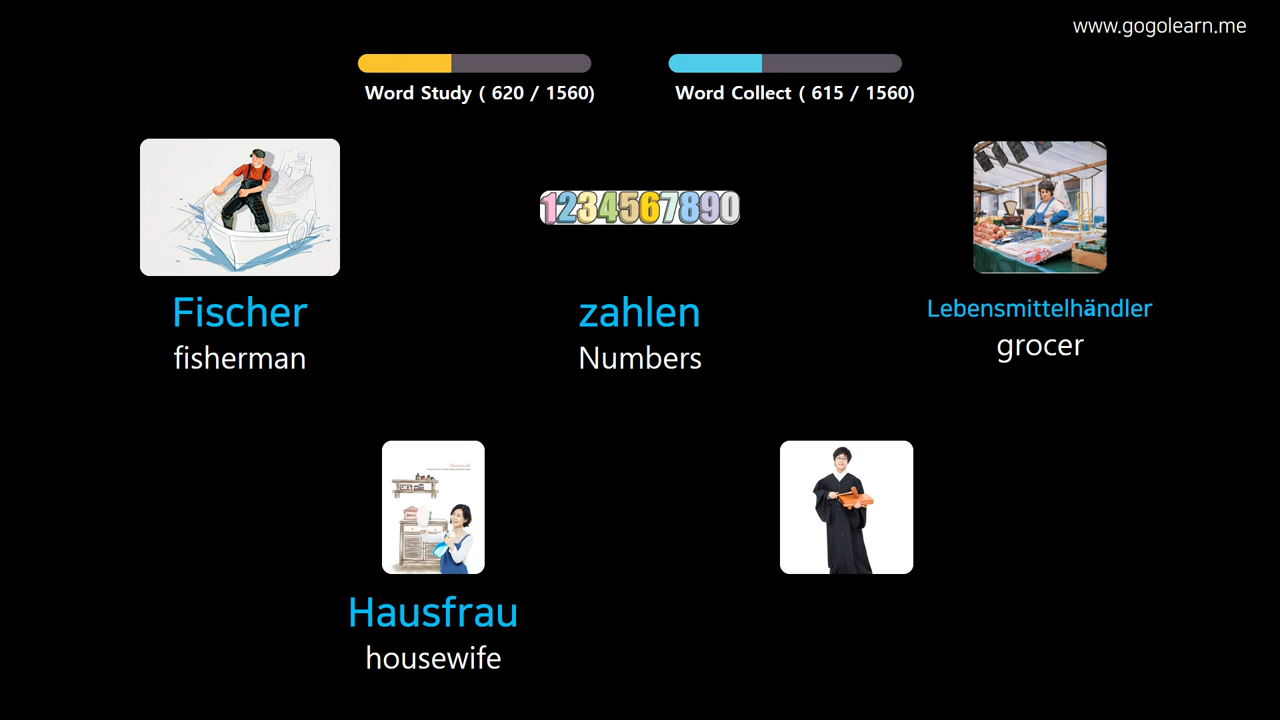 www.gogolearn.me
Word Study ( 620 / 1560)
Word Collect ( 615 / 1560)
1234567890
Fischer
fisherman
zahlen
Numbers
Lebensmittelhändler
grocer
Hausfrau
housewife